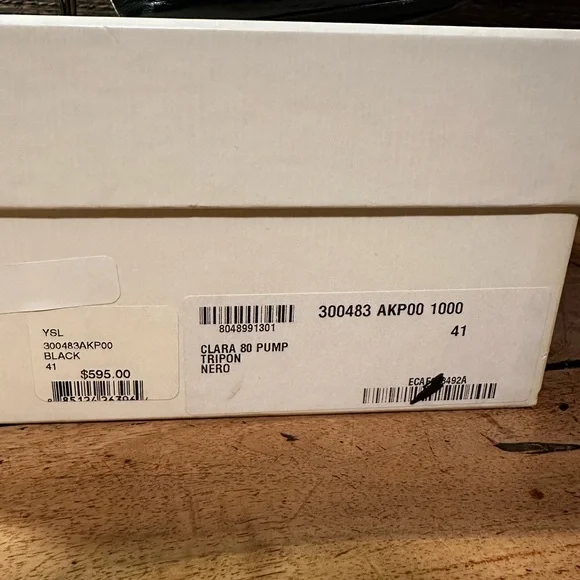 YSL
300483AKP00
BLACK
41
$595.00
8048991301
300483 AKP00 1000
41
CLARA 80 PUMP
TRIPON
NERO